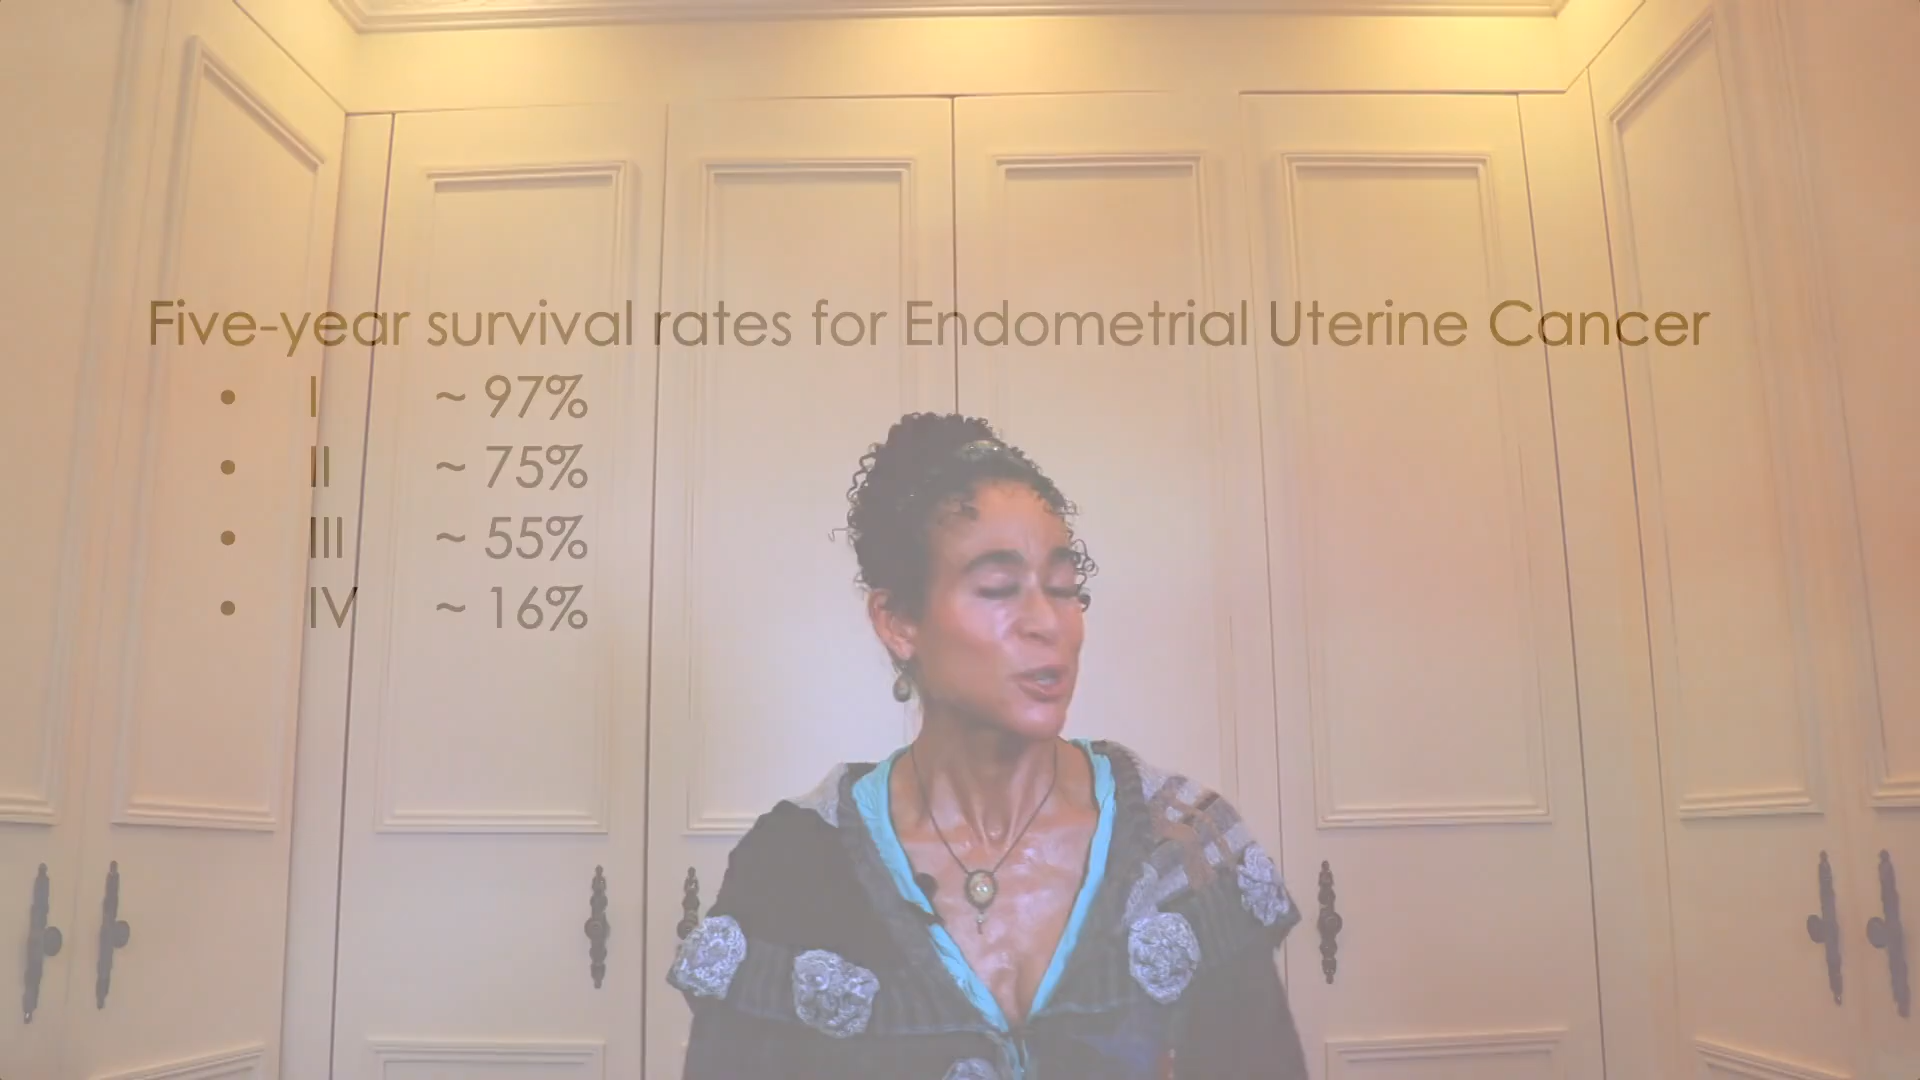 Five-year survival rates for Endometrial Uterine Cancer
• I ~ 97%
• II ~ 75%
• III ~ 55%
• IV ~ 16%